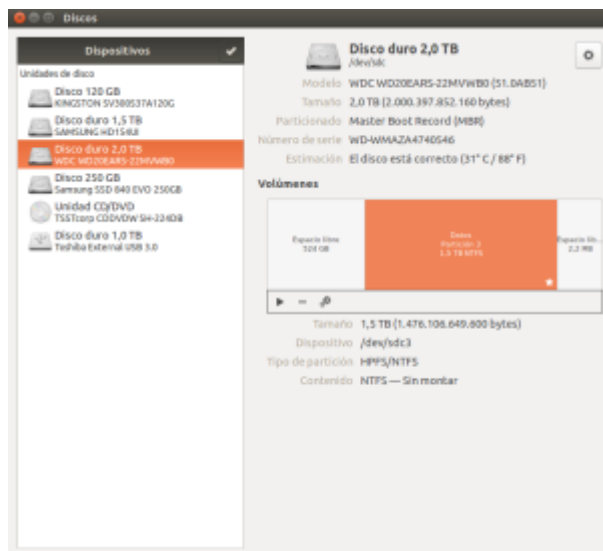 Discos
Dispositivos
Unidades de disco
Disco 120 GB
KINGSTON SV300S37A120G
Disco duro 1,5 TB
SAMSUNG HD154UI
Disco duro 2,0 TB
WDC WD20EARS-22MVWB0
Disco 250 GB
Samsung SSD 840 EVO 250GB
Unidad CD/DVD
TSSTcorp CDDVDW SH-224DB
Disco duro 1,0 TB
Toshiba External USB 3.0
Disco duro 2,0 TB
/dev/sdc
Modelo WDC WD20EARS-22MVWB0 (51.0AB51)
Tamaño 2,0 TB (2.000.397.852.160 bytes)
Particionado Master Boot Record (MBR)
Número de serie WD-WMAZA4740546
Estimación El disco está correcto (31° C / 88° F)
Volúmenes
Espacio libre
524 GB
Datos
Partición 3
1,5 TB NTFS
Espacio lib...
2,2 MB
Tamaño 1,5 TB (1.476.106.649.600 bytes)
Dispositivo /dev/sdc3
Tipo de partición HPFS/NTFS
Contenido NTFS — Sin montar